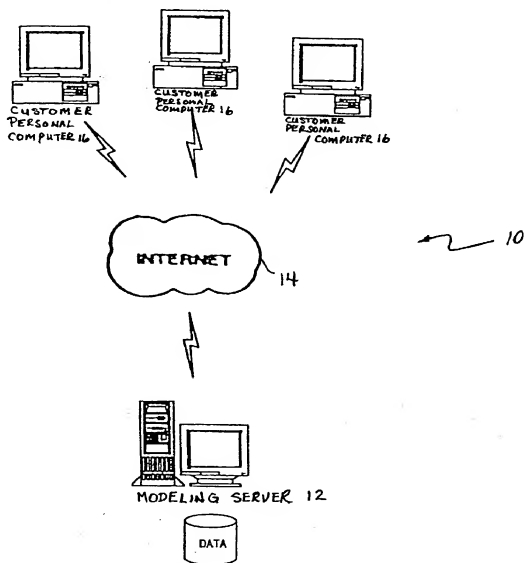 CUSTOMER
PERSONAL
COMPUTER 16
CUSTOMER
PERSONAL
COMPUTER 16
CUSTOMER
PERSONAL
COMPUTER 16
INTERNET
14
10
MODELING SERVER 12
DATA